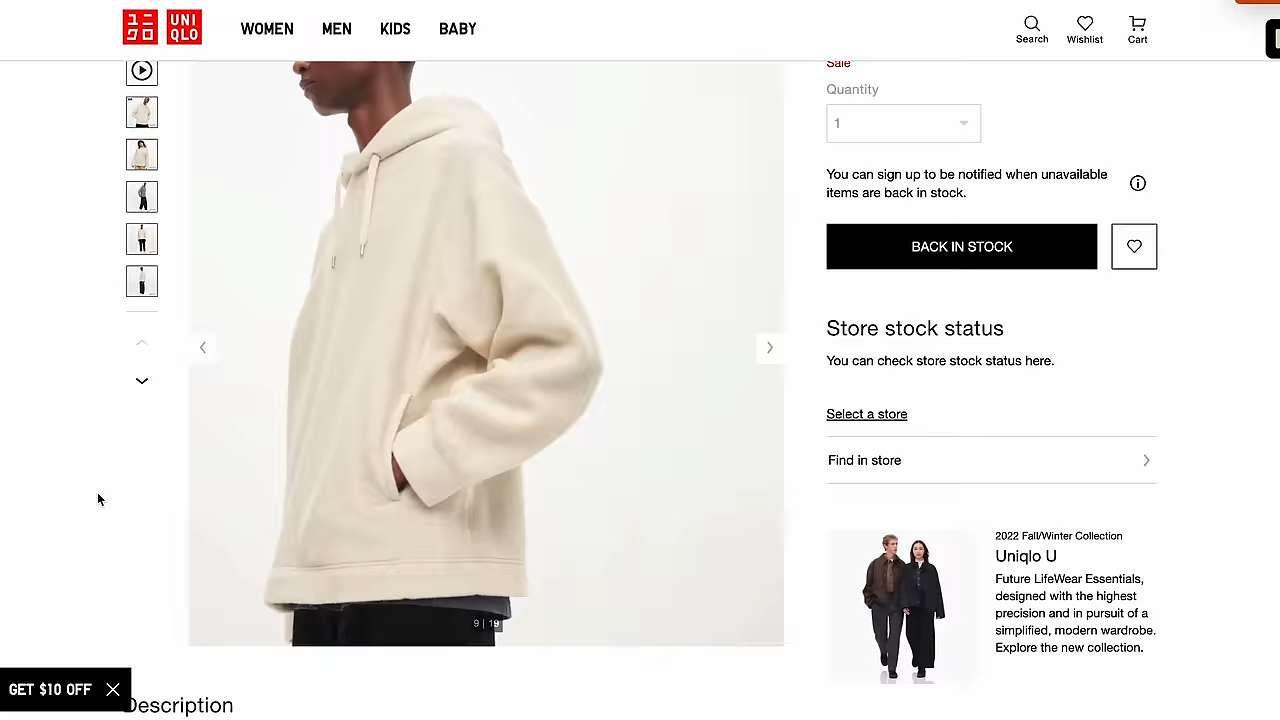 ユニ
クロ
UNI
QLO
WOMEN MEN KIDS BABY
Search Wishlist Cart
Sale
Quantity
1
You can sign up to be notified when unavailable
items are back in stock.
BACK IN STOCK
Store stock status
You can check store stock status here.
Select a store
Find in store
2022 Fall/Winter Collection
Uniqlo U
Future LifeWear Essentials,
designed with the highest
precision and in pursuit of a
simplified, modern wardrobe.
Explore the new collection.
9 | 19
GET $10 OFF
Description